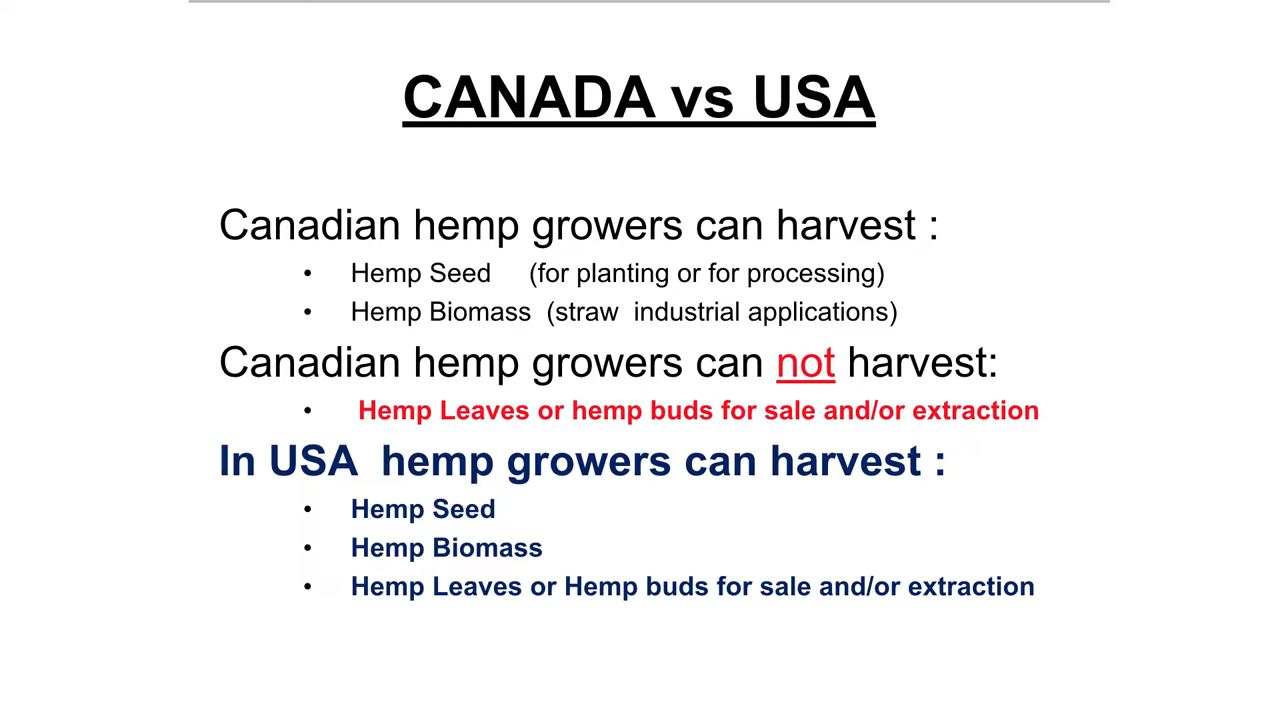 CANADA vs USA
Canadian hemp growers can harvest :
• Hemp Seed (for planting or for processing)
• Hemp Biomass (straw industrial applications)
Canadian hemp growers can not harvest:
• Hemp Leaves or hemp buds for sale and/or extraction
In USA hemp growers can harvest :
• Hemp Seed
• Hemp Biomass
• Hemp Leaves or Hemp buds for sale and/or extraction